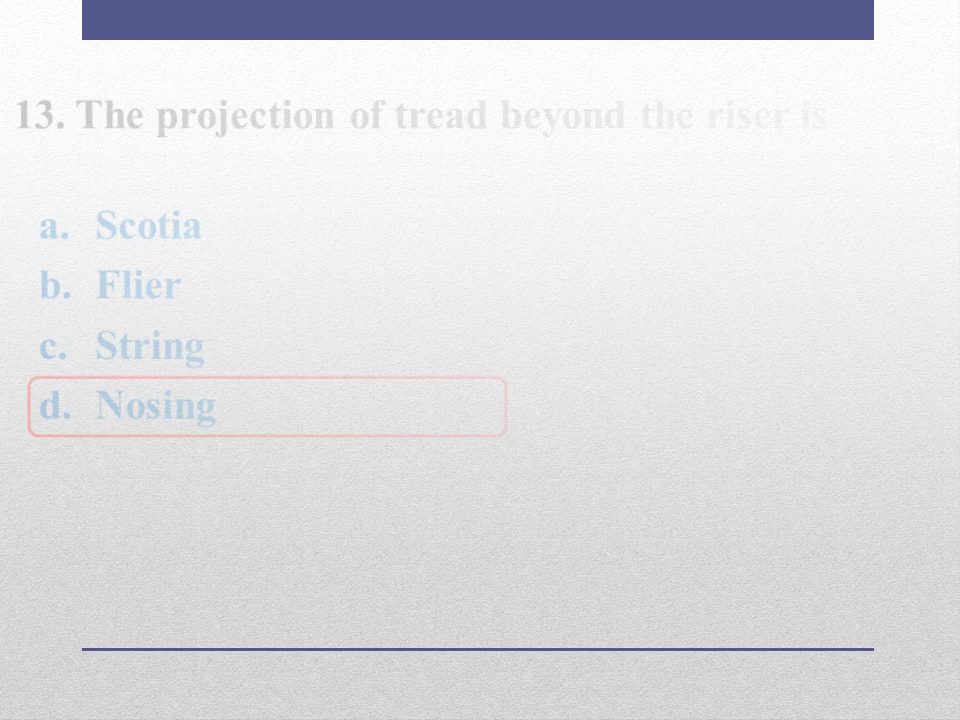 13. The projection of tread beyond the riser is
a. Scotia
b. Flier
c. String
d. Nosing